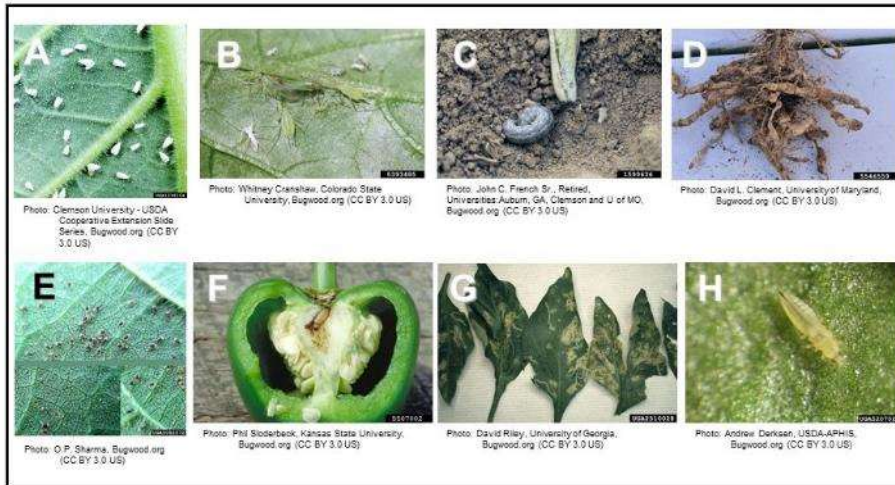 A
B
C
D
6393485
1599036
5546559
Photo: Clemson University - USDA
Cooperative Extension Slide
Series, Bugwood.org (CC BY
3.0 US)
Photo: Whitney Cranshaw, Colorado State
University, Bugwood.org (CC BY 3.0 US)
Photo: John C. French Sr., Retired,
Universities:Auburn, GA, Clemson and U of MO,
Bugwood.org (CC BY 3.0 US)
Photo: David L. Clement, University of Maryland,
Bugwood.org (CC BY 3.0 US)
E
F
G
H
5507002
UGA2510019
Photo: O.P. Sharma, Bugwood.org
(CC BY 3.0 US)
Photo: Phil Sloderbeck, Kansas State University,
Bugwood.org (CC BY 3.0 US)
Photo: David Riley, University of Georgia,
Bugwood.org (CC BY 3.0 US)
Photo: Andrew Derksen, USDA-APHIS,
Bugwood.org (CC BY 3.0 US)